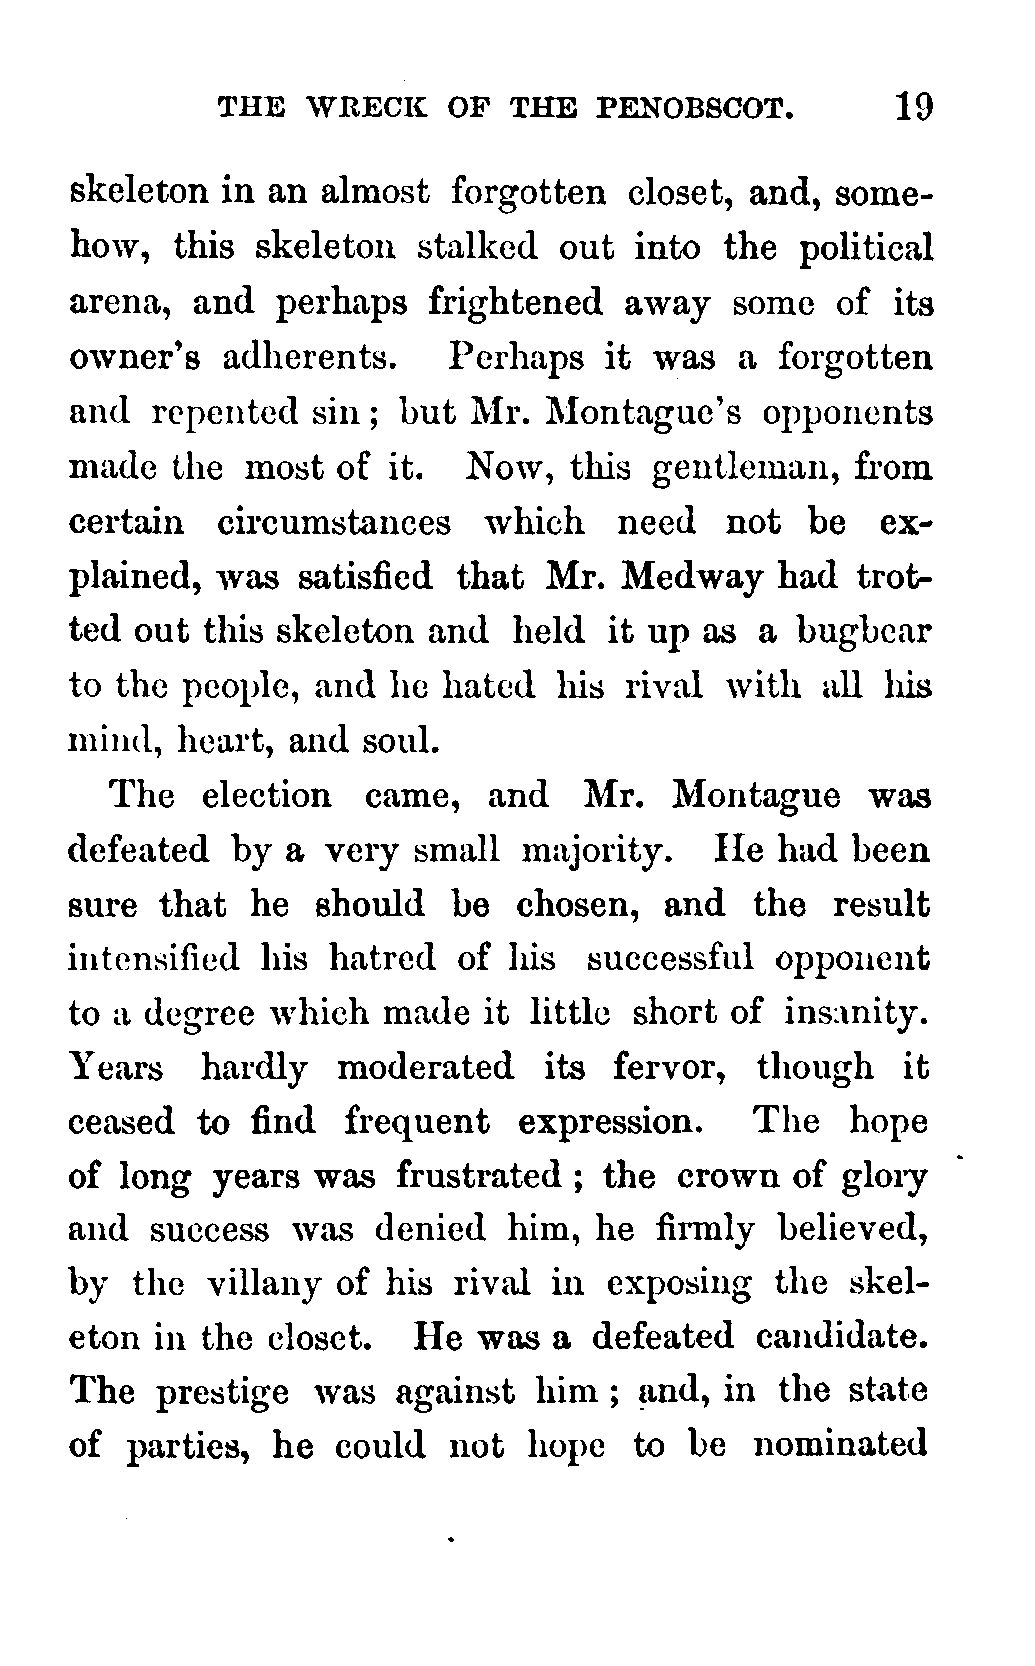 THE WRECK OF THE PENOBSCOT. 19
skeleton in an almost forgotten closet, and, some-
how, this skeleton stalked out into the political
arena, and perhaps frightened away some of its
owner's adherents. Perhaps it was a forgotten
and repented sin; but Mr. Montague's opponents
made the most of it. Now, this gentleman, from
certain circumstances which need not be ex-
plained, was satisfied that Mr. Medway had trot-
ted out this skeleton and held it up as a bugbear
to the people, and he hated his rival with all his
mind, heart, and soul.
The election came, and Mr. Montague was
defeated by a very small majority. He had been
sure that he should be chosen, and the result
intensified his hatred of his successful opponent
to a degree which made it little short of insanity.
Years hardly moderated its fervor, though it
ceased to find frequent expression. The hope
of long years was frustrated; the crown of glory
and success was denied him, he firmly believed,
by the villany of his rival in exposing the skel-
eton in the closet. He was a defeated candidate.
The prestige was against him; and, in the state
of parties, he could not hope to be nominated